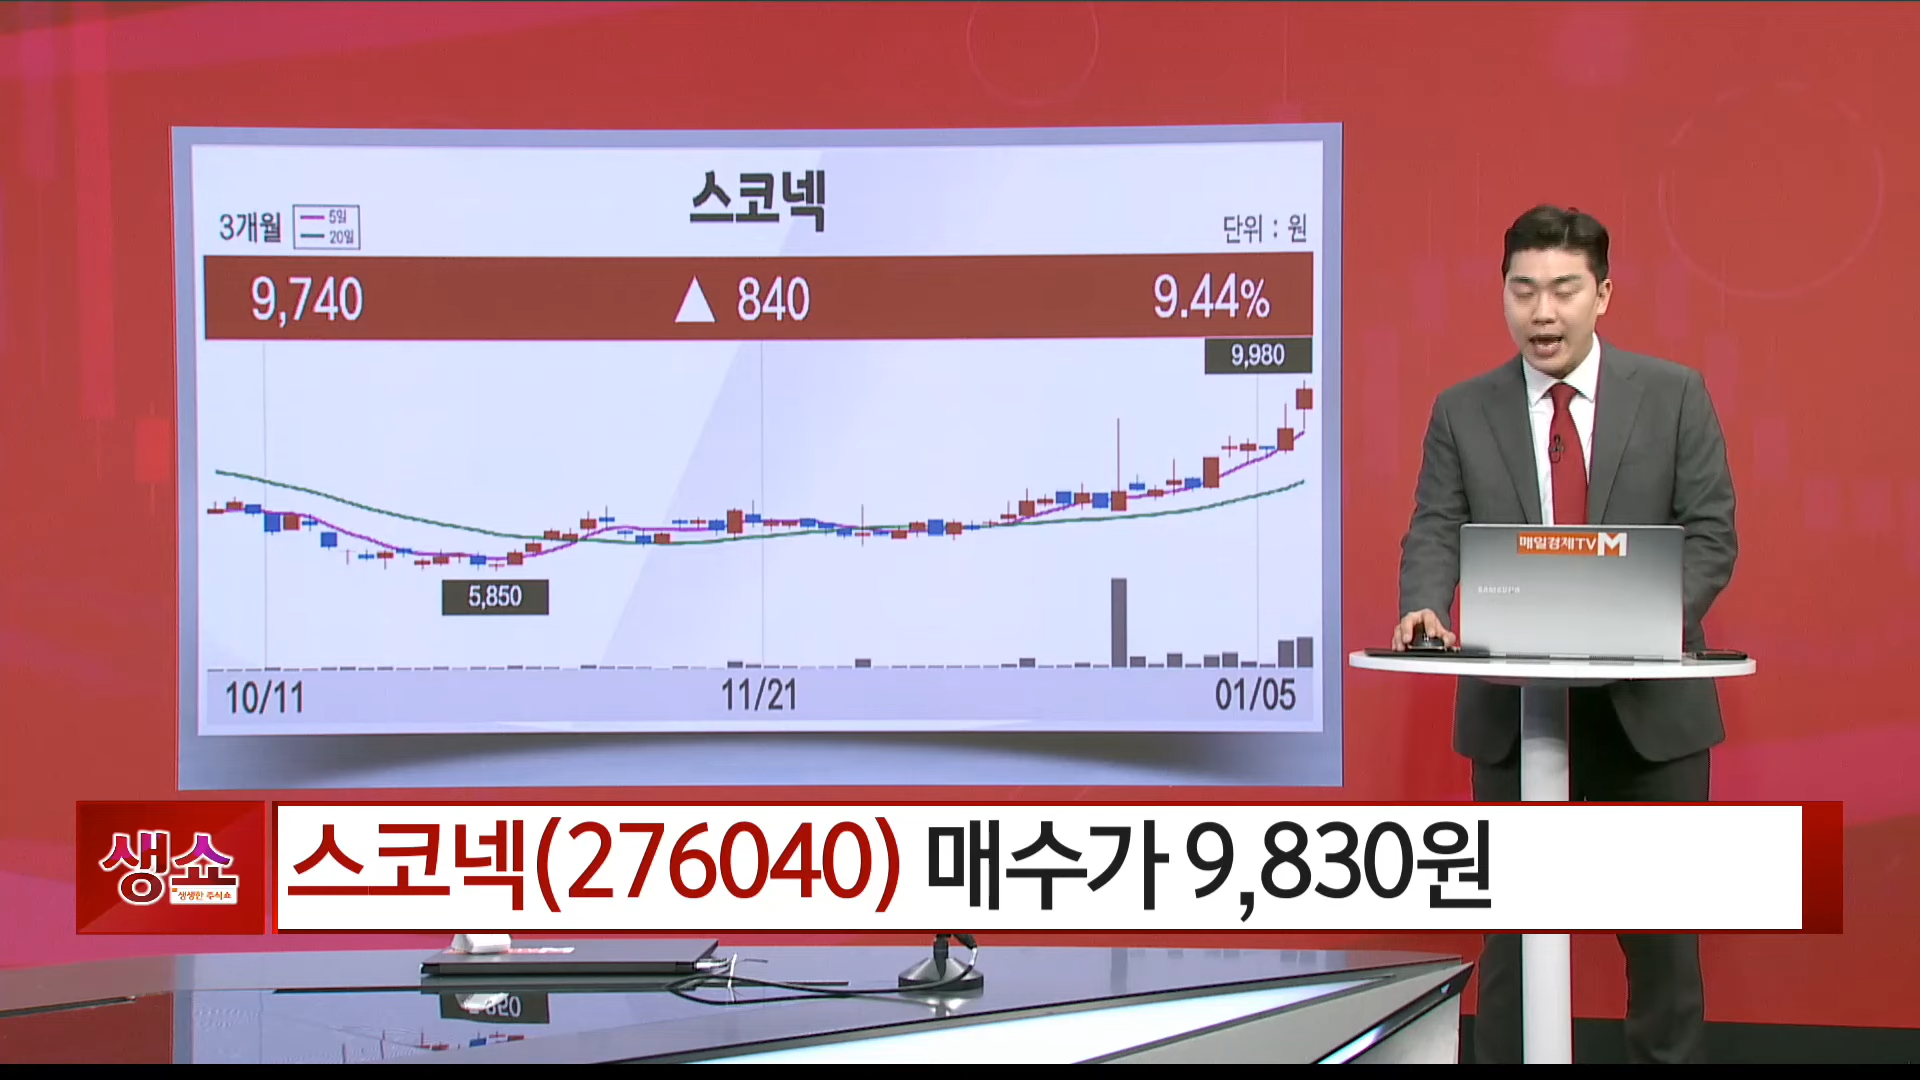 스코넥
3개월
5일
20일
단위 : 원
9,740
▲ 840
9.44%
9,980
5,850
10/11
11/21
01/05
매일경제TV M
SAMSUNG
생쇼
생생한 주식쇼
스코넥(276040) 매수가 9,830원